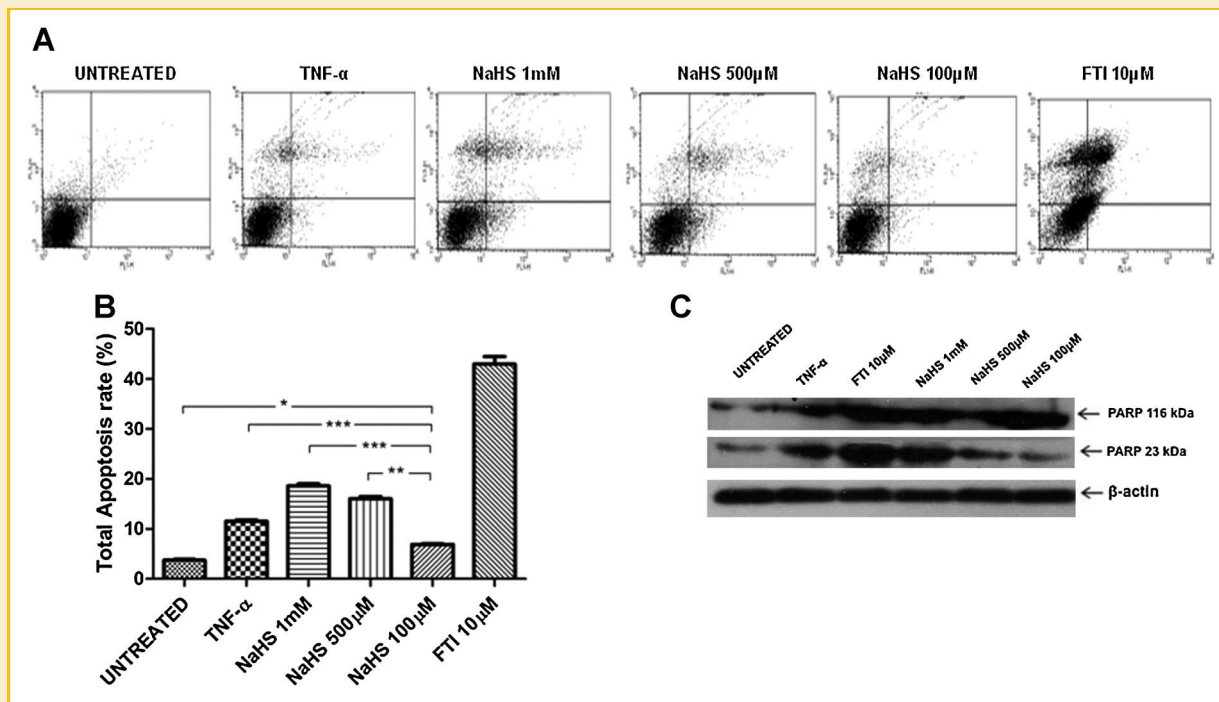 A
UNTREATED
TNF-α
NaHS 1mM
NaHS 500µM
NaHS 100µM
FTI 10µM
B
Total Apoptosis rate (%)
50
40
30
20
10
0
*
***
***
**
UNTREATED
TNF-α
NaHS 1mM
NaHS 500µM
NaHS 100µM
FTI 10µM
C
UNTREATED
TNF-α
FTI 10µM
NaHS 1mM
NaHS 500µM
NaHS 100µM
PARP 116 kDa
PARP 23 kDa
β-actin